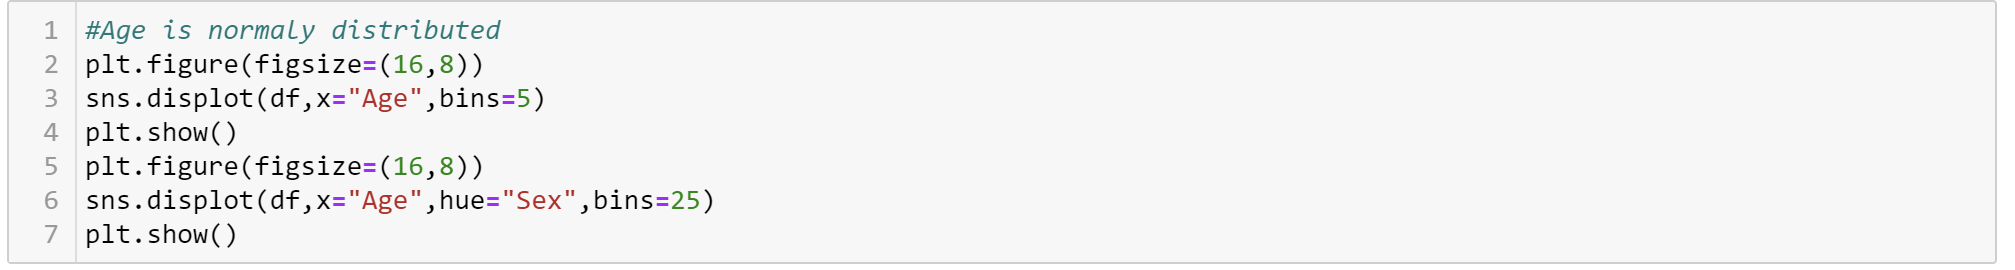 1 #Age is normaly distributed
2 plt.figure(figsize=(16,8))
3 sns.displot(df,x="Age",bins=5)
4 plt.show()
5 plt.figure(figsize=(16,8))
6 sns.displot(df,x="Age",hue="Sex",bins=25)
7 plt.show()